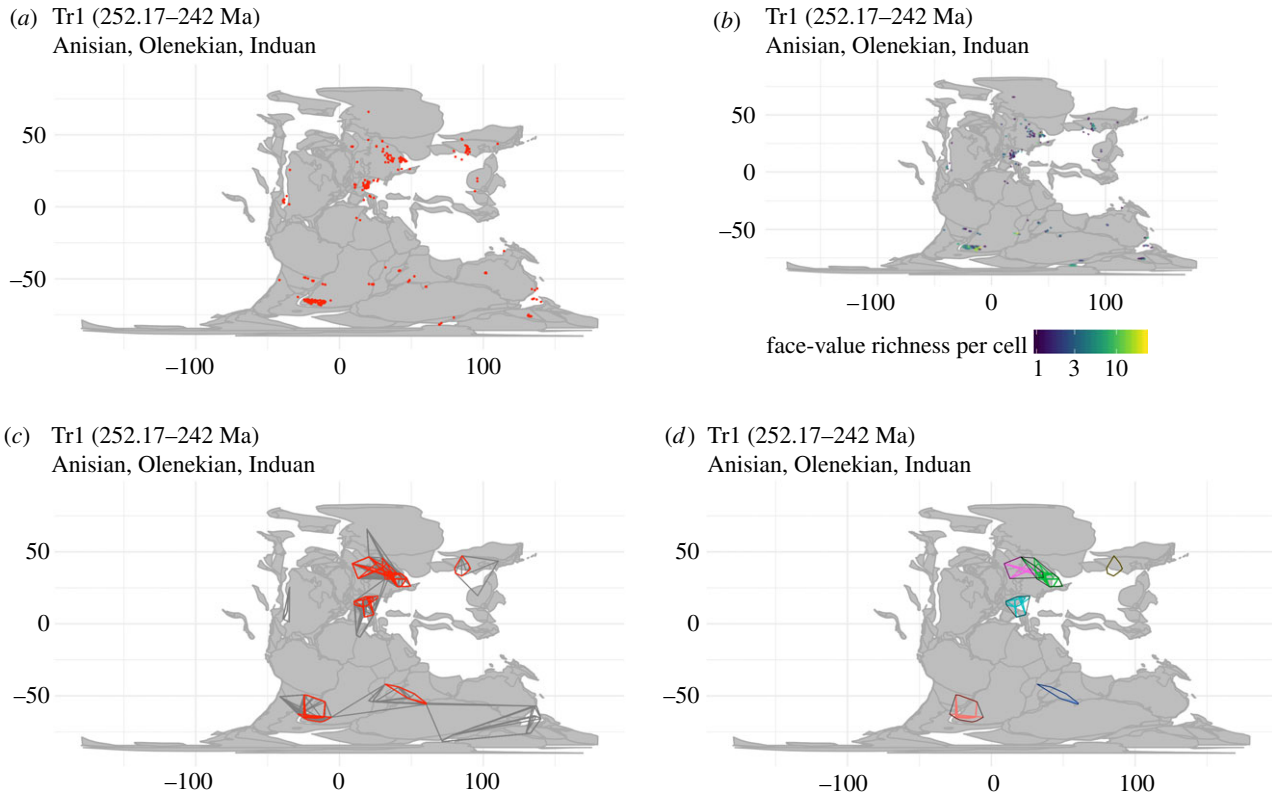 (a) Tr1 (252.17–242 Ma)
Anisian, Olenekian, Induan
50
0
–50
–100 0 100
(b) Tr1 (252.17–242 Ma)
Anisian, Olenekian, Induan
50
0
–50
–100 0 100
face-value richness per cell
1 3 10
(c) Tr1 (252.17–242 Ma)
Anisian, Olenekian, Induan
50
0
–50
–100 0 100
(d) Tr1 (252.17–242 Ma)
Anisian, Olenekian, Induan
50
0
–50
–100 0 100
–100 0 100